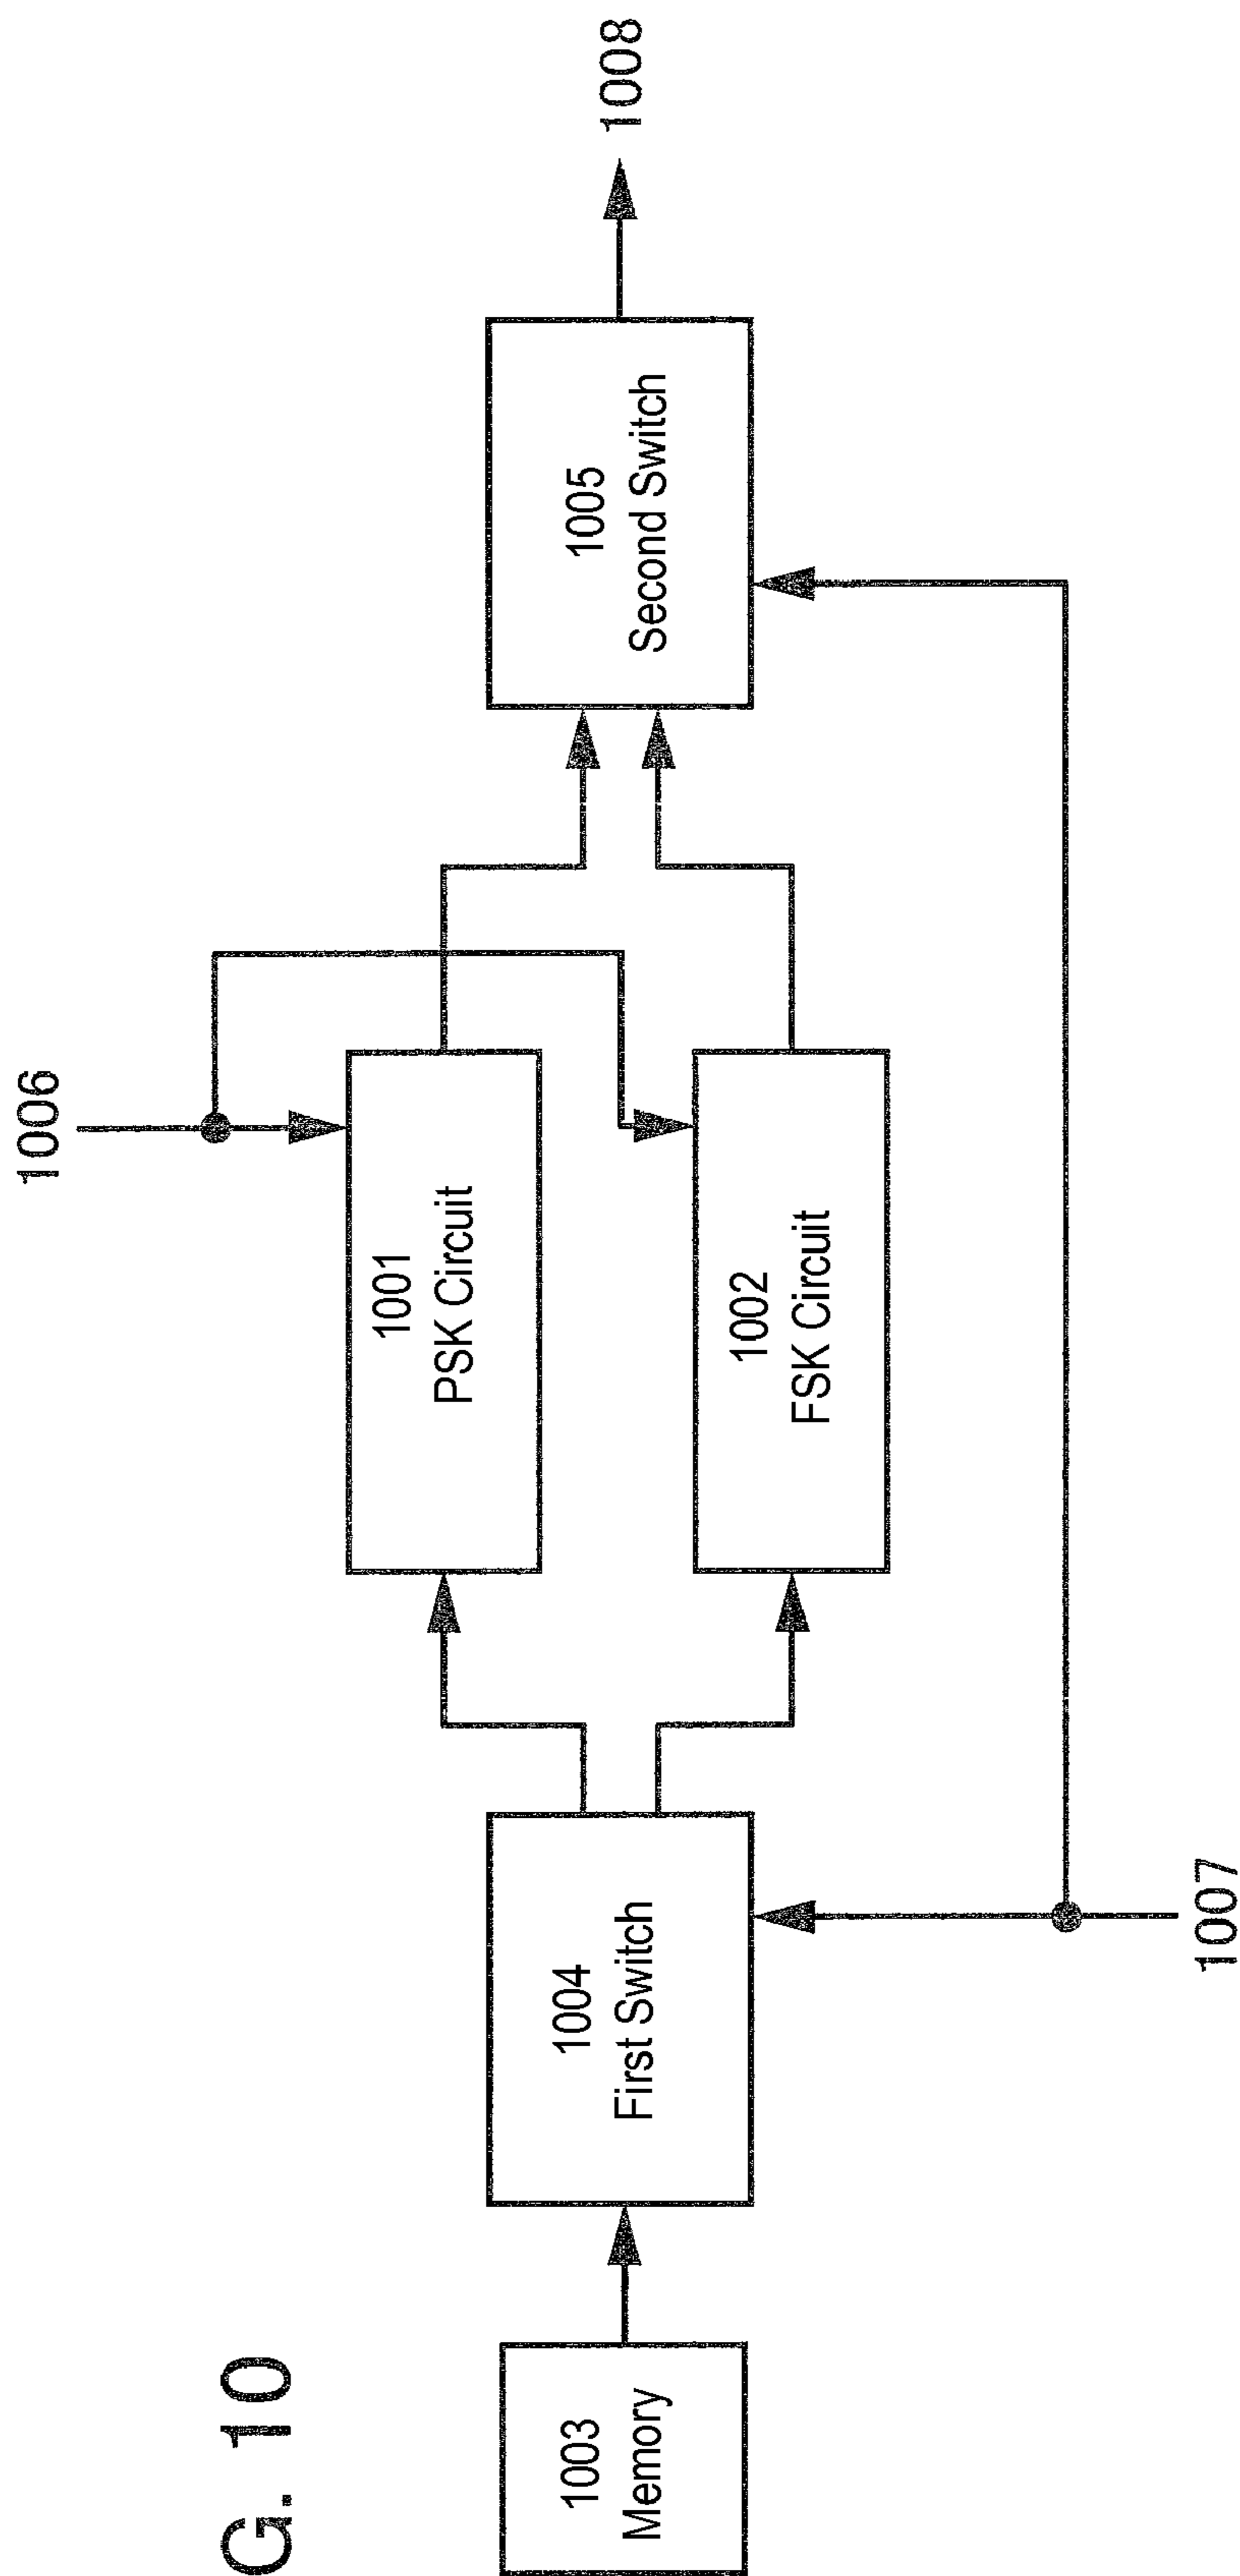 G. 10
1006
1001
PSK Circuit
1003
Memory
1004
First Switch
1005
Second Switch
1008
1002
FSK Circuit
1007